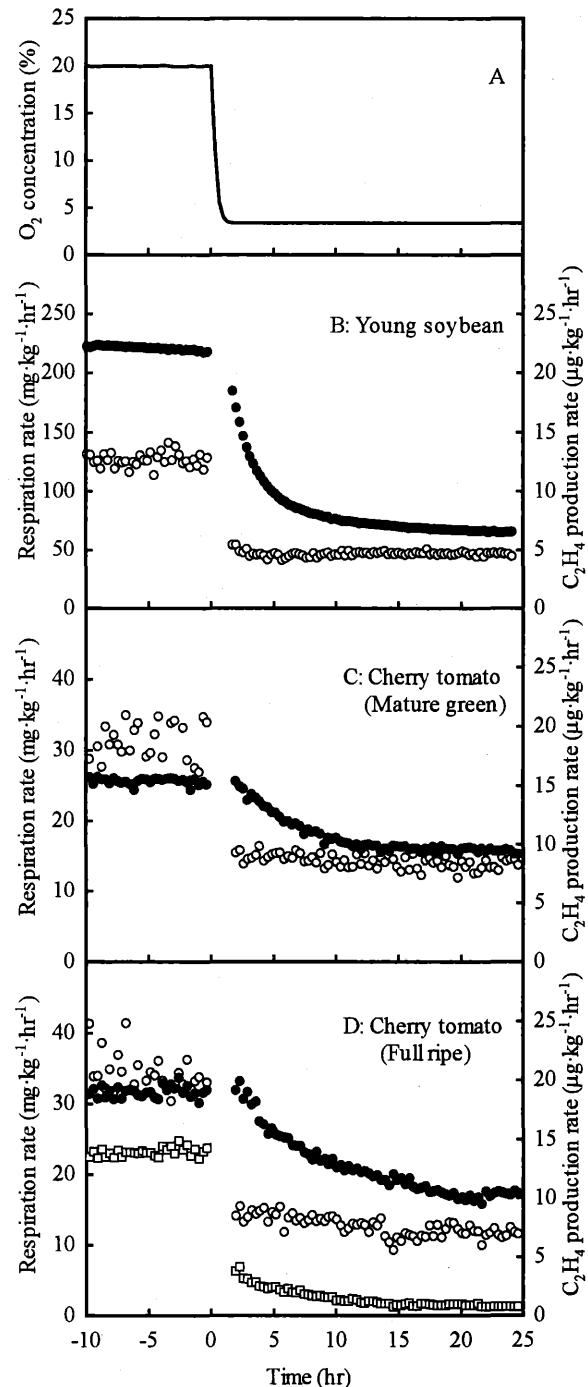 25
20
15
10
5
0
O₂ concentration (%)
A
250
200
150
100
50
0
Respiration rate (mg·kg⁻¹·hr⁻¹)
B: Young soybean
25
20
15
10
5
0
C₂H₄ production rate (µg·kg⁻¹·hr⁻¹)
40
30
20
10
0
Respiration rate (mg·kg⁻¹·hr⁻¹)
C: Cherry tomato
(Mature green)
25
20
15
10
5
0
C₂H₄ production rate (µg·kg⁻¹·hr⁻¹)
40
30
20
10
0
Respiration rate (mg·kg⁻¹·hr⁻¹)
D: Cherry tomato
(Full ripe)
25
20
15
10
5
0
C₂H₄ production rate (µg·kg⁻¹·hr⁻¹)
-10 -5 0 5 10 15 20 25
Time (hr)